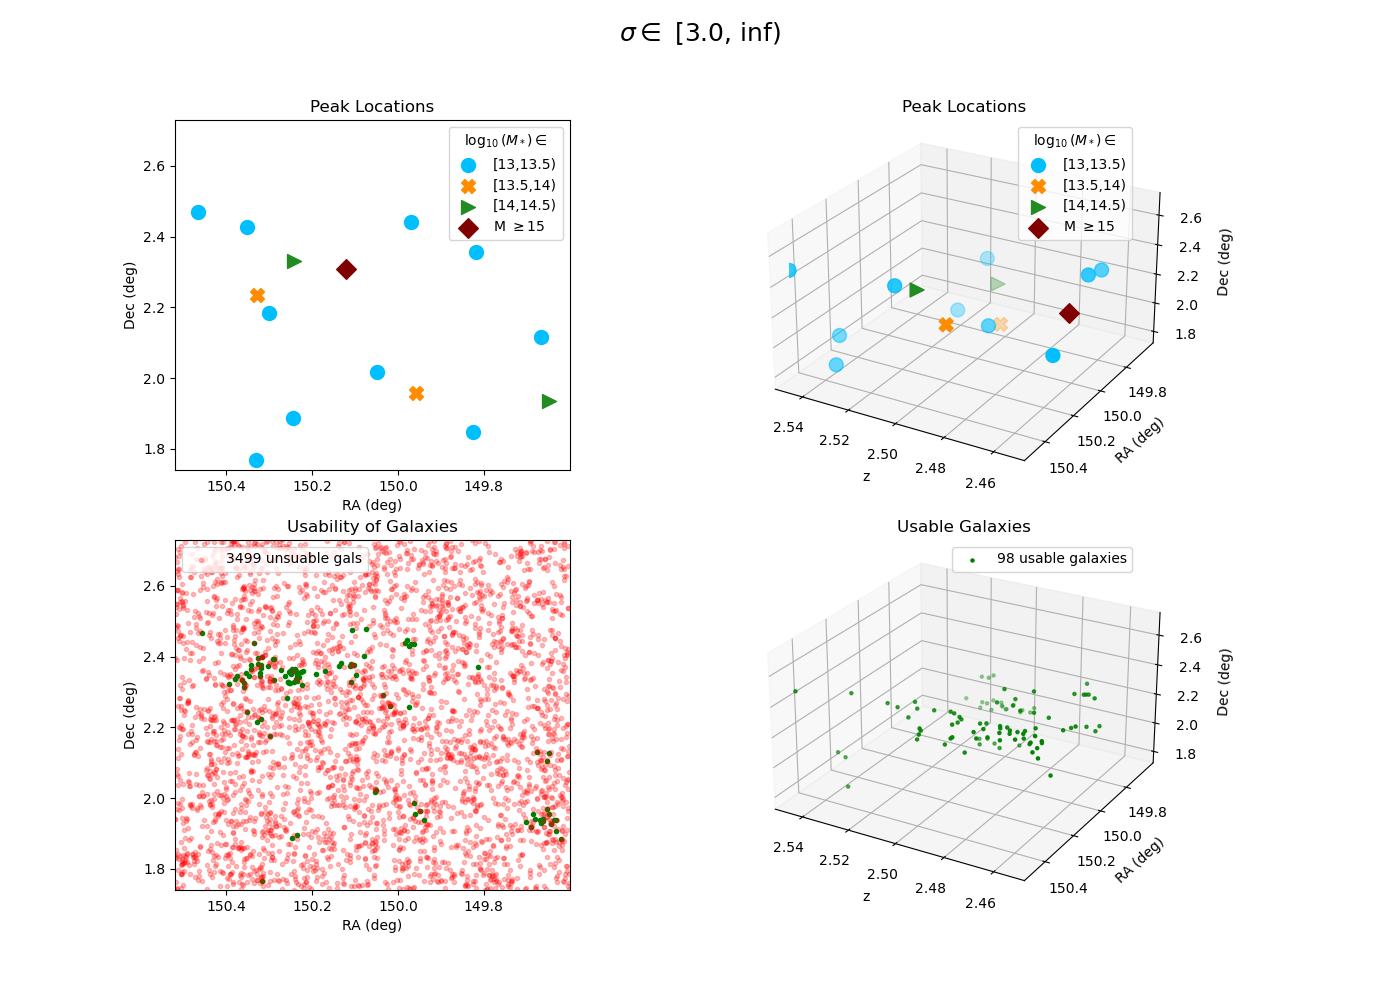 σ ∈ [3.0, inf)
Peak Locations
log₁₀(M*) ∈
[13,13.5)
[13.5,14)
[14,14.5)
M ≥15
2.6
2.4
2.2
2.0
1.8
Dec (deg)
150.4 150.2 150.0 149.8
RA (deg)
Peak Locations
log₁₀(M*) ∈
[13,13.5)
[13.5,14)
[14,14.5)
M ≥15
2.6
2.4
2.2
2.0
1.8
Dec (deg)
149.8
150.0
150.2
150.4
RA (deg)
2.54
2.52
2.50
2.48
2.46
z
Usability of Galaxies
3499 unsuable gals
2.6
2.4
2.2
2.0
1.8
Dec (deg)
150.4 150.2 150.0 149.8
RA (deg)
Usable Galaxies
98 usable galaxies
2.6
2.4
2.2
2.0
1.8
Dec (deg)
149.8
150.0
150.2
150.4
RA (deg)
2.54
2.52
2.50
2.48
2.46
z